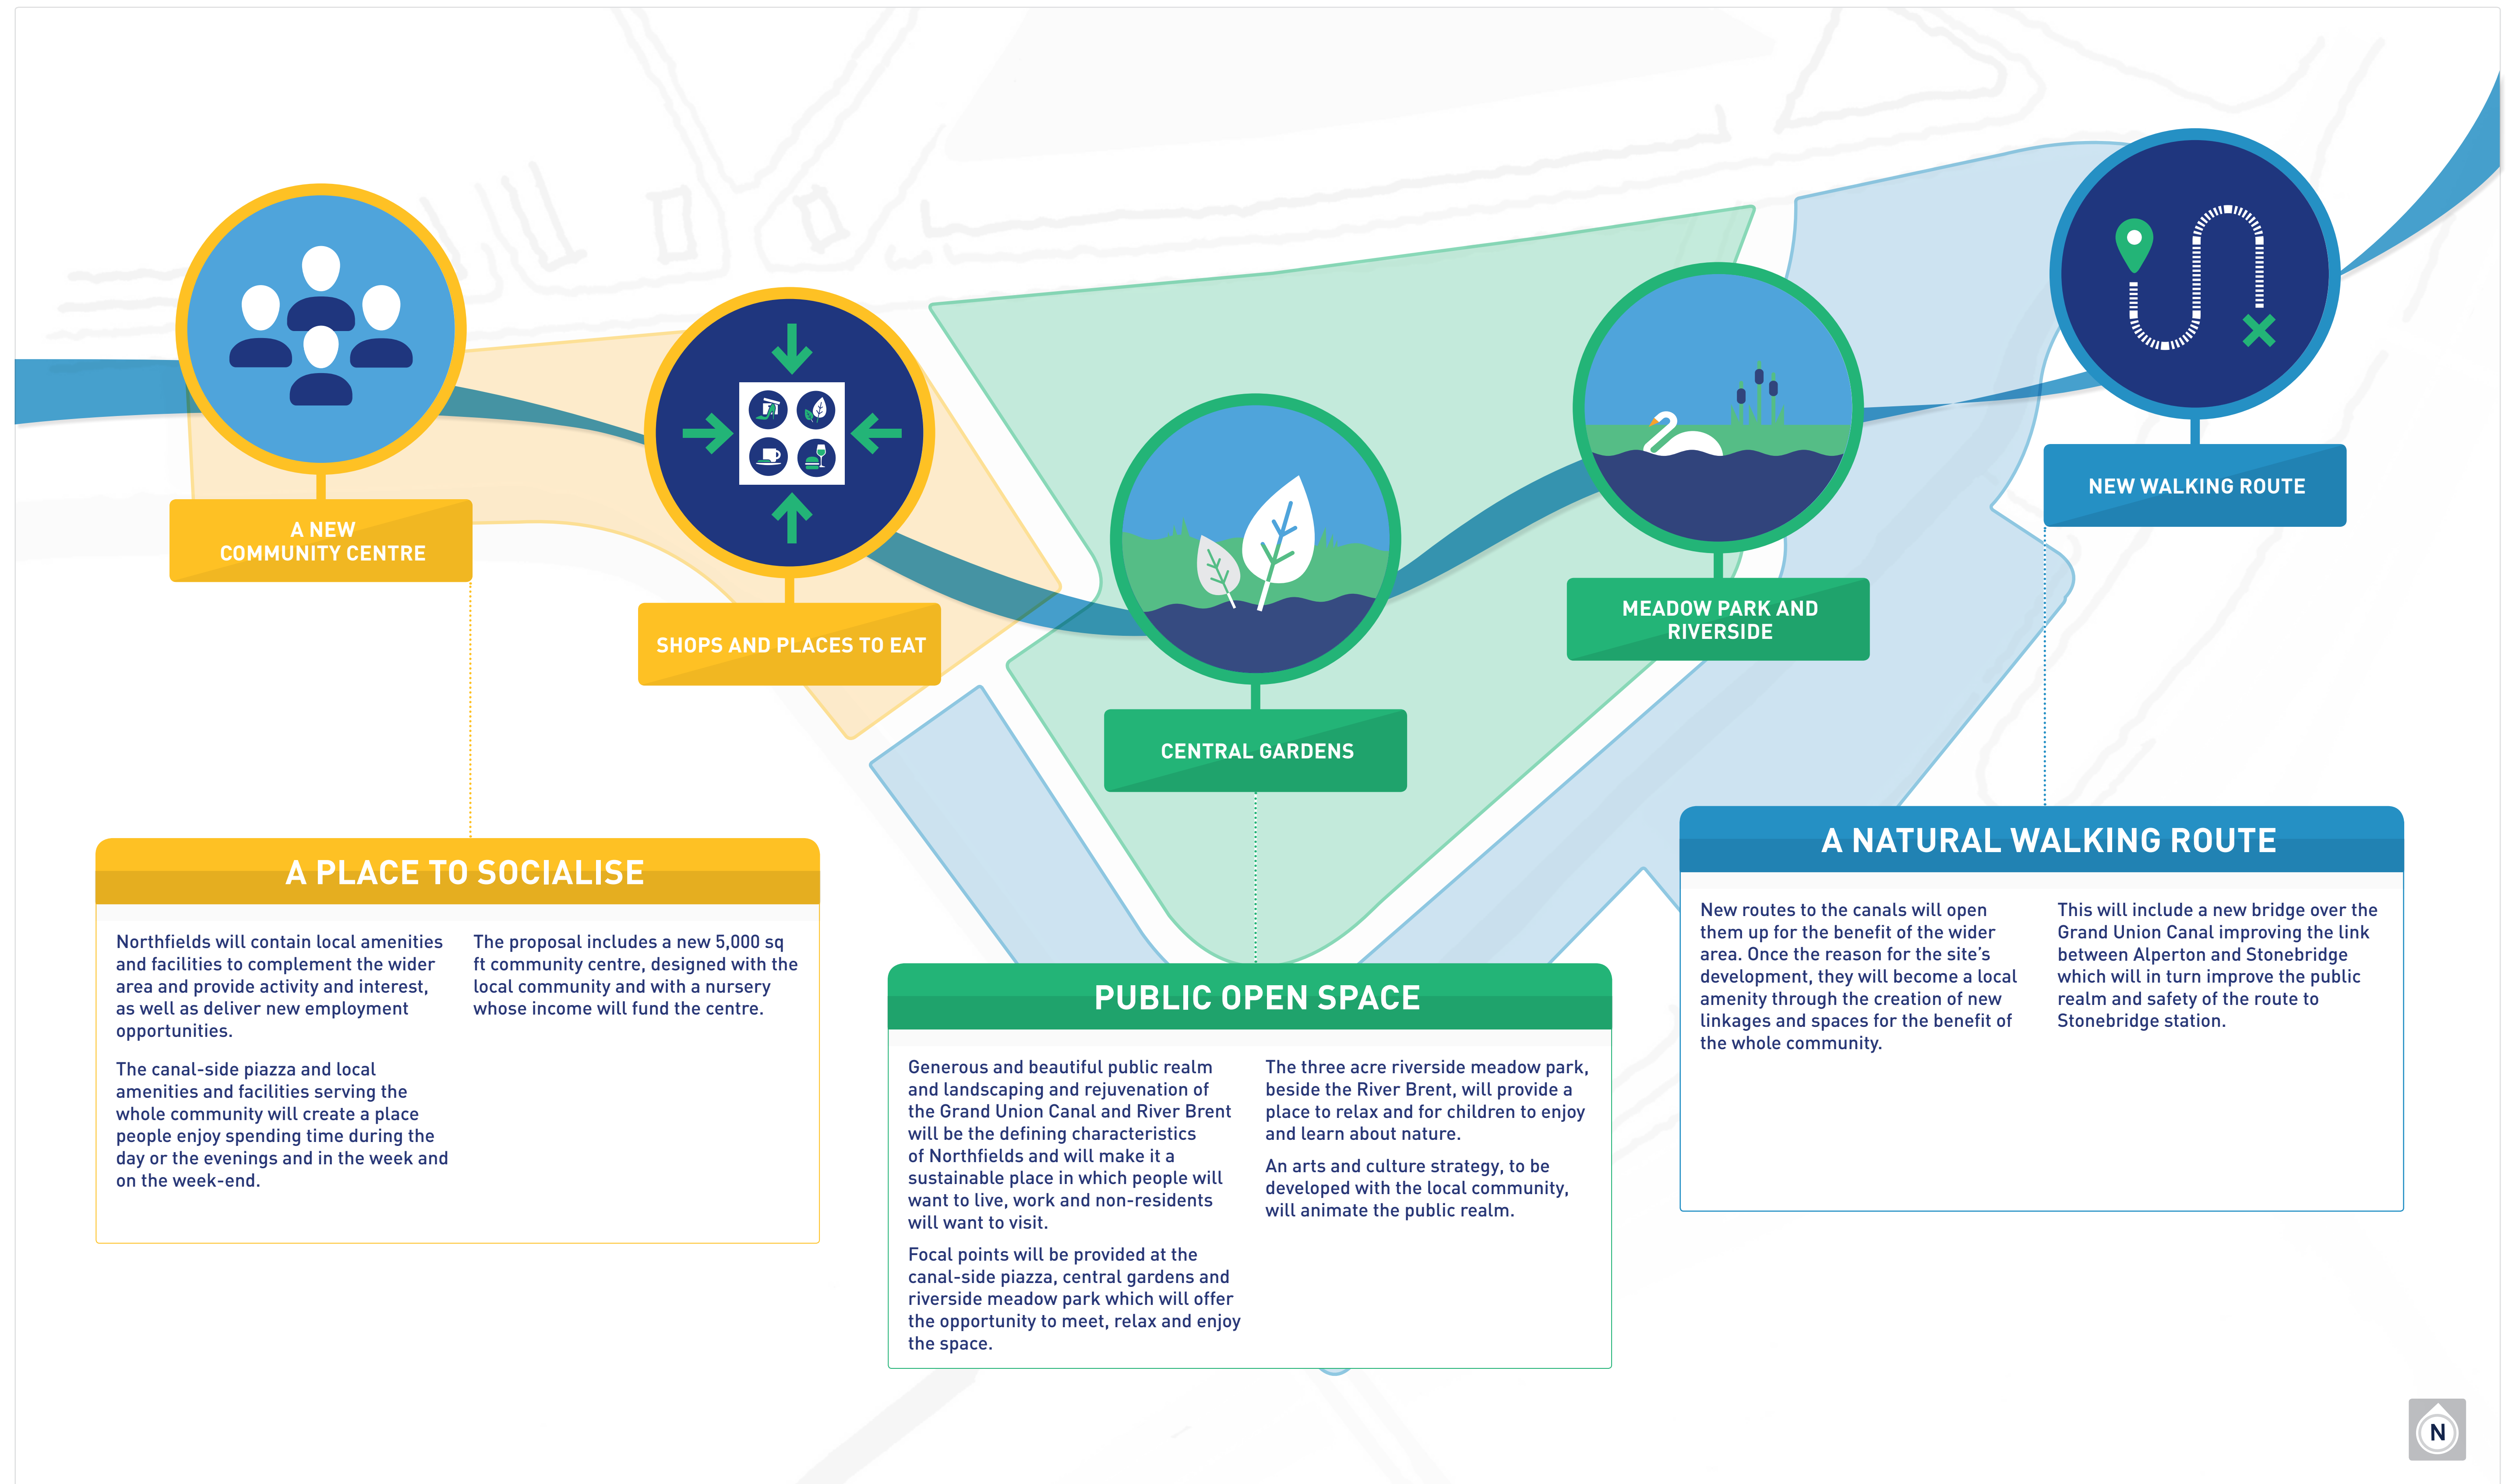 A NEW
COMMUNITY CENTRE
SHOPS AND PLACES TO EAT
CENTRAL GARDENS
MEADOW PARK AND
RIVERSIDE
NEW WALKING ROUTE
A PLACE TO SOCIALISE
Northfields will contain local amenities
and facilities to complement the wider
area and provide activity and interest,
as well as deliver new employment
opportunities.
The canal-side piazza and local
amenities and facilities serving the
whole community will create a place
people enjoy spending time during the
day or the evenings and in the week and
on the week-end.
The proposal includes a new 5,000 sq
ft community centre, designed with the
local community and with a nursery
whose income will fund the centre.
PUBLIC OPEN SPACE
Generous and beautiful public realm
and landscaping and rejuvenation of
the Grand Union Canal and River Brent
will be the defining characteristics
of Northfields and will make it a
sustainable place in which people will
want to live, work and non-residents
will want to visit.
Focal points will be provided at the
canal-side piazza, central gardens and
riverside meadow park which will offer
the opportunity to meet, relax and enjoy
the space.
The three acre riverside meadow park,
beside the River Brent, will provide a
place to relax and for children to enjoy
and learn about nature.
An arts and culture strategy, to be
developed with the local community,
will animate the public realm.
A NATURAL WALKING ROUTE
New routes to the canals will open
them up for the benefit of the wider
area. Once the reason for the site's
development, they will become a local
amenity through the creation of new
linkages and spaces for the benefit of
the whole community.
This will include a new bridge over the
Grand Union Canal improving the link
between Alperton and Stonebridge
which will in turn improve the public
realm and safety of the route to
Stonebridge station.
N